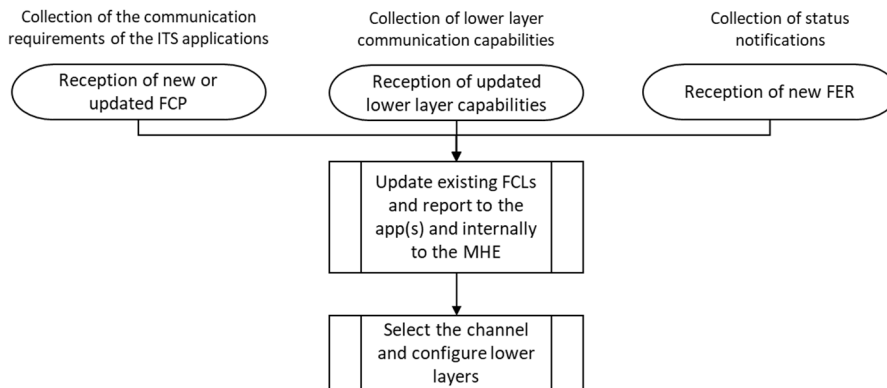 Collection of the communication
requirements of the ITS applications
Collection of lower layer
communication capabilities
Collection of status
notifications
Reception of new or
updated FCP
Reception of updated
lower layer capabilities
Reception of new FER
Update existing FCLs
and report to the
app(s) and internally
to the MHE
Select the channel
and configure lower
layers